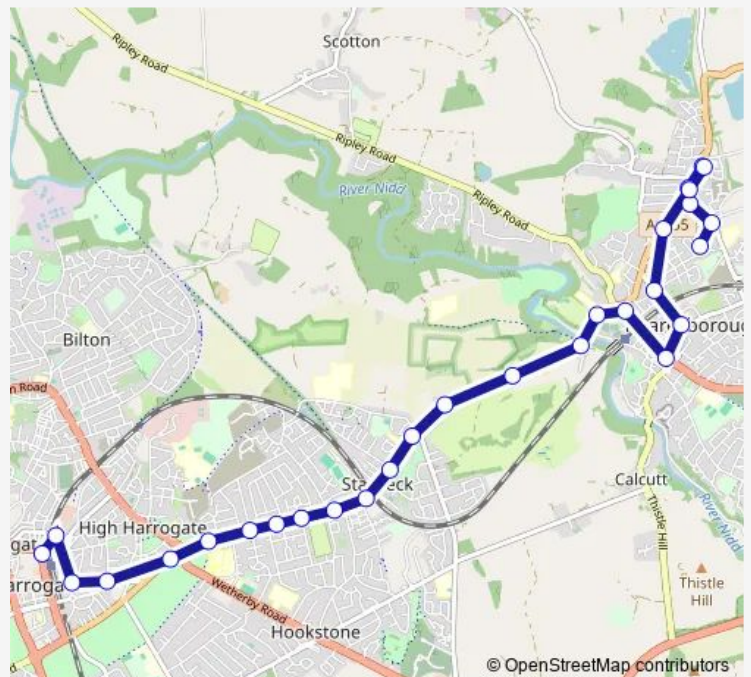 Scotton
Ripley Road
Ripley Road
River Nidd
Ripley Road
Bilton
Calcutt
High Harrogate
Thistle Hill
River Nidd
Thistle
Hill
Wetherby Road
Hookstone
© OpenStreetMap contributors